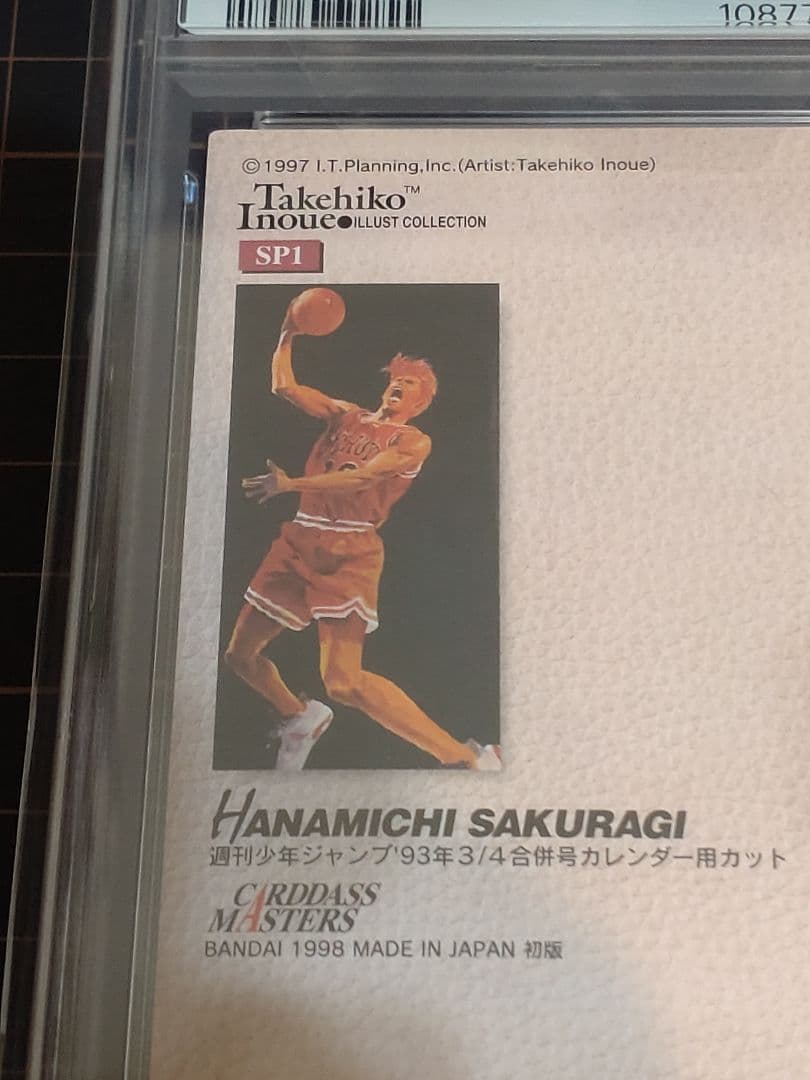 10877
©1997 I.T.Planning,Inc.(Artist:Takehiko Inoue)
Takehiko™
Inoue●ILLUST COLLECTION
SP1
HANAMICHI SAKURAGI
週刊少年ジャンプ'93年3/4合併号カレンダー用カット
CARDDASS
MASTERS
BANDAI 1998 MADE IN JAPAN 初版